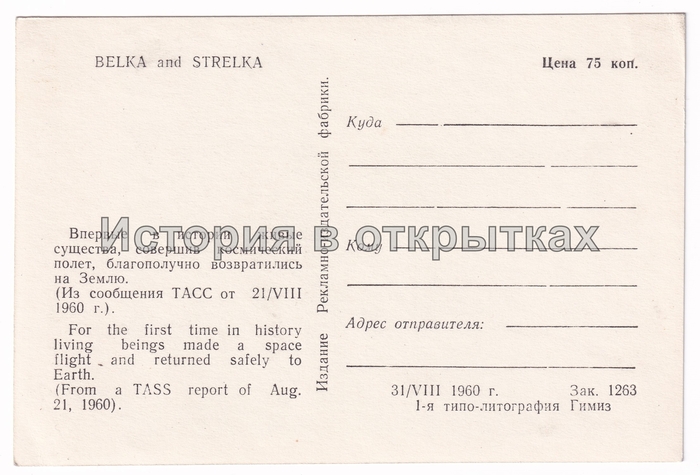 BELKA and STRELKA
Впервые в истории живые
существа, совершив космический
полет, благополучно возвратились
на Землю.
(Из сообщения ТАСС от 21/VIII
1960 г.).
For the first time in history
living beings made a space
flight and returned safely to
Earth.
(From a TASS report of Aug.
21, 1960).
Издание Рекламно-издательской фабрики.
Цена 75 коп.
Куда
Кому
Адрес отправителя:
31/VIII 1960 г. Зак. 1263
1-я типо-литография Гимиз
История в открытках